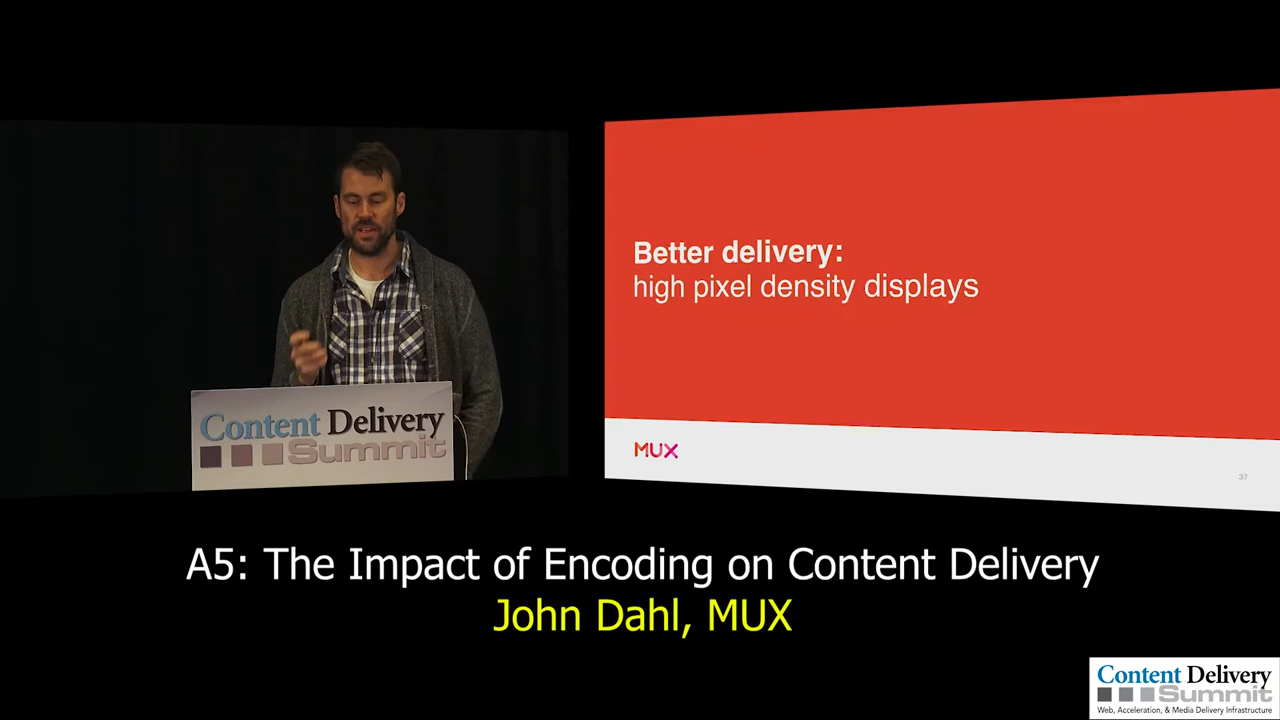 Better delivery:
high pixel density displays
MUX
37
Content Delivery
Summit
A5: The Impact of Encoding on Content Delivery
John Dahl, MUX
Content Delivery
Summit
Web, Acceleration, & Media Delivery Infrastructure